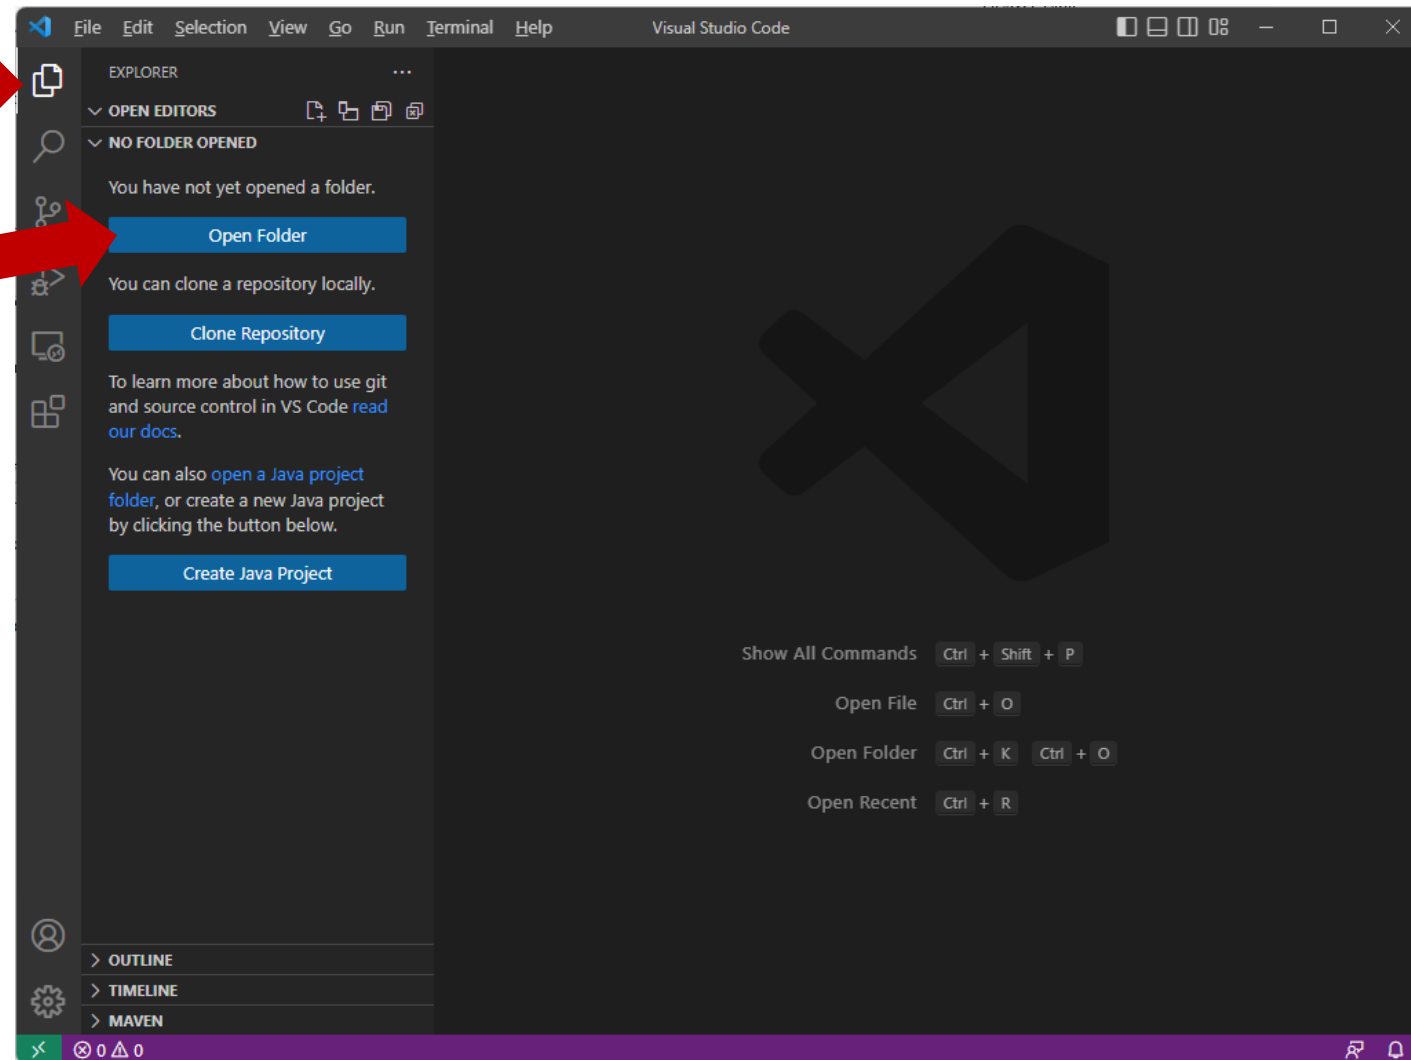 File Edit Selection View Go Run Terminal Help Visual Studio Code
EXPLORER
OPEN EDITORS
NO FOLDER OPENED
You have not yet opened a folder.
Open Folder
You can clone a repository locally.
Clone Repository
To learn more about how to use git
and source control in VS Code read
our docs.
You can also open a Java project
folder, or create a new Java project
by clicking the button below.
Create Java Project
Show All Commands Ctrl + Shift + P
Open File Ctrl + O
Open Folder Ctrl + K Ctrl + O
Open Recent Ctrl + R
OUTLINE
TIMELINE
MAVEN
0 0